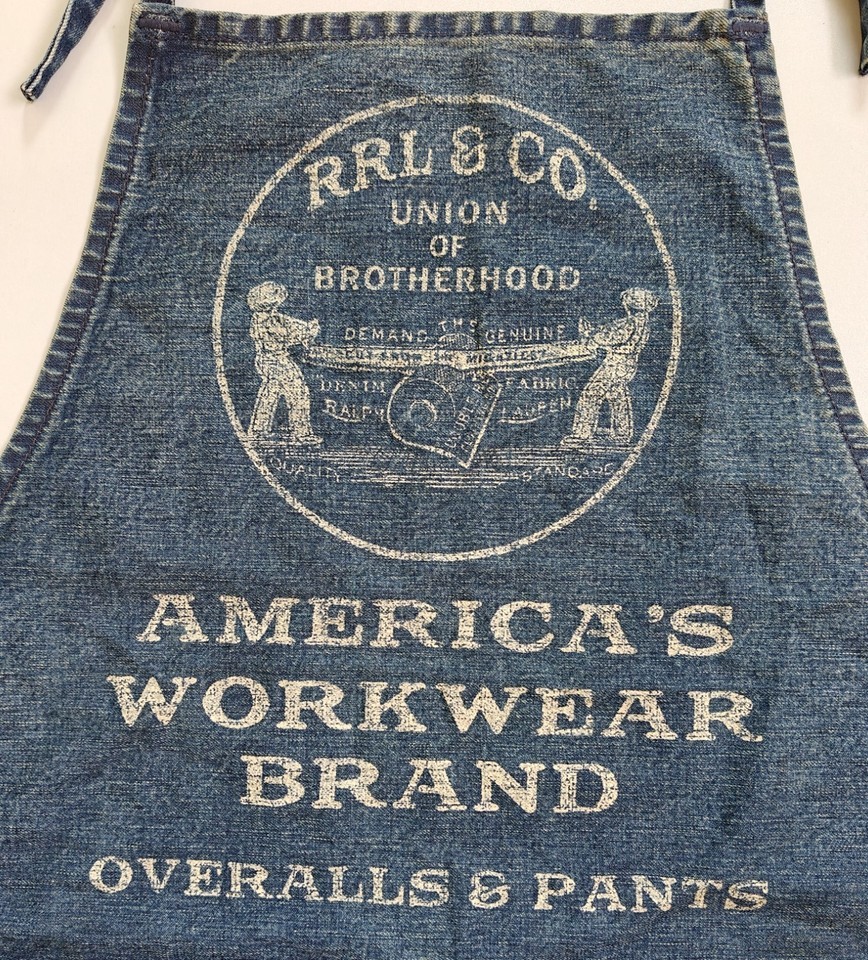 RRL & CO.
UNION
OF
BROTHERHOOD
DEMAND THE GENUINE
DENIM FABRIC
RALPH LAUREN
QUALITY STANDARD
AMERICA'S
WORKWEAR
BRAND
OVERALLS & PANTS